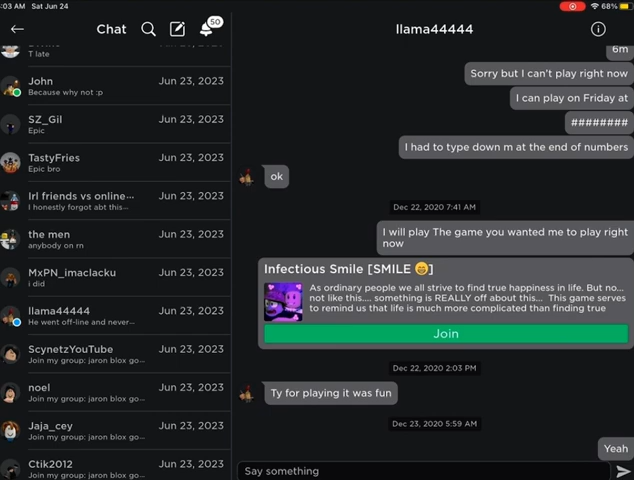 :03 AM Sat Jun 24
68%
Chat
50
T late
John Jun 23, 2023
Because why not :p
SZ_Gil Jun 23, 2023
Epic
TastyFries Jun 23, 2023
Epic bro
Irl friends vs online... Jun 23, 2023
I honestly forgot abt this...
the men Jun 23, 2023
anybody on rn
MxPN_imaclacku Jun 23, 2023
i did
llama44444 Jun 23, 2023
He went off-line and never...
ScynetzYouTube Jun 23, 2023
Join my group: jaron blox go...
noel Jun 23, 2023
Join my group: jaron blox go...
Jaja_cey Jun 23, 2023
Join my group: jaron blox go...
Ctik2012 Jun 23, 2023
Join my group: jaron blox go...
llama44444
6m
Sorry but I can't play right now
I can play on Friday at
########
I had to type down m at the end of numbers
ok
Dec 22, 2020 7:41 AM
I will play The game you wanted me to play right
now
Infectious Smile [SMILE 😁]
As ordinary people we all strive to find true happiness in life. But no...
not like this.... something is REALLY off about this... This game serves
to remind us that life is much more complicated than finding true
Join
Dec 22, 2020 2:03 PM
Ty for playing it was fun
Dec 23, 2020 5:59 AM
Yeah
Say something